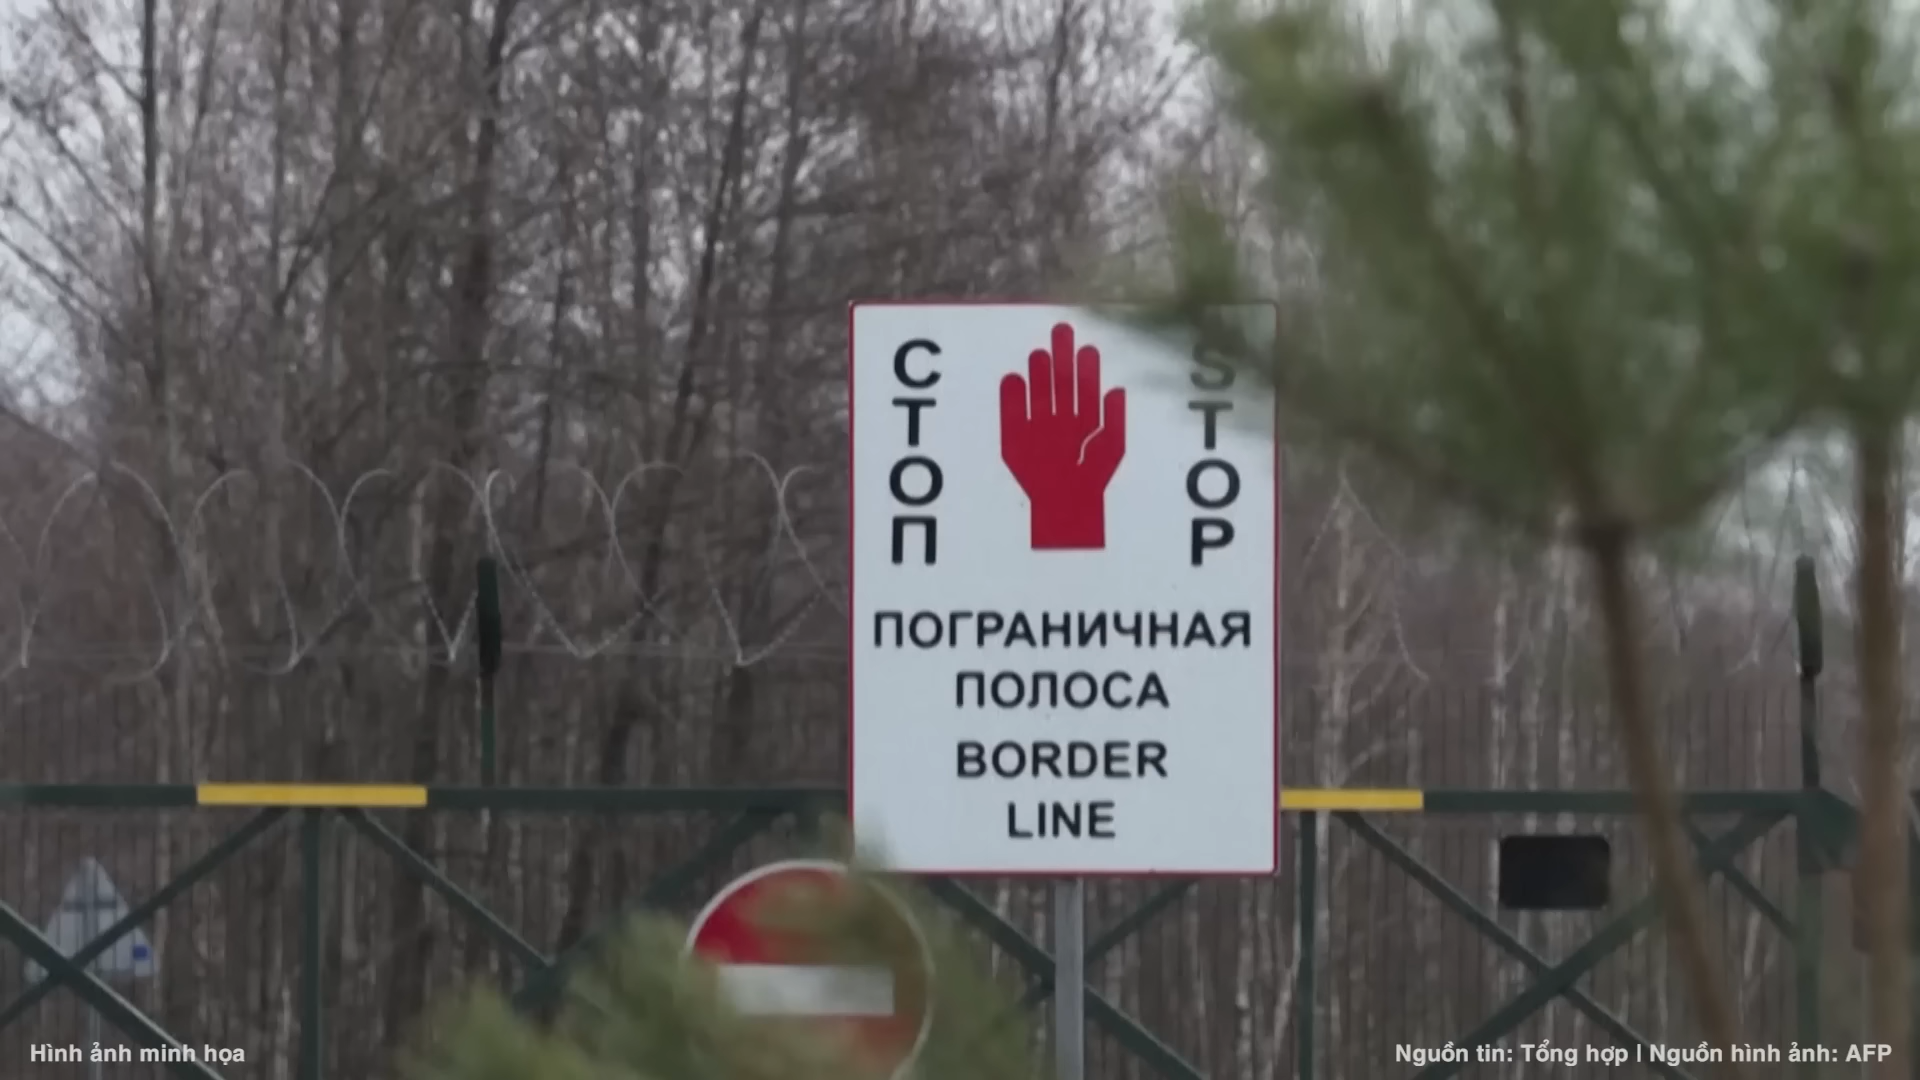 СТОП
STOP
ПОГРАНИЧНАЯ
ПОЛОСА
BORDER
LINE
Hình ảnh minh họa
Nguồn tin: Tổng hợp | Nguồn hình ảnh: AFP